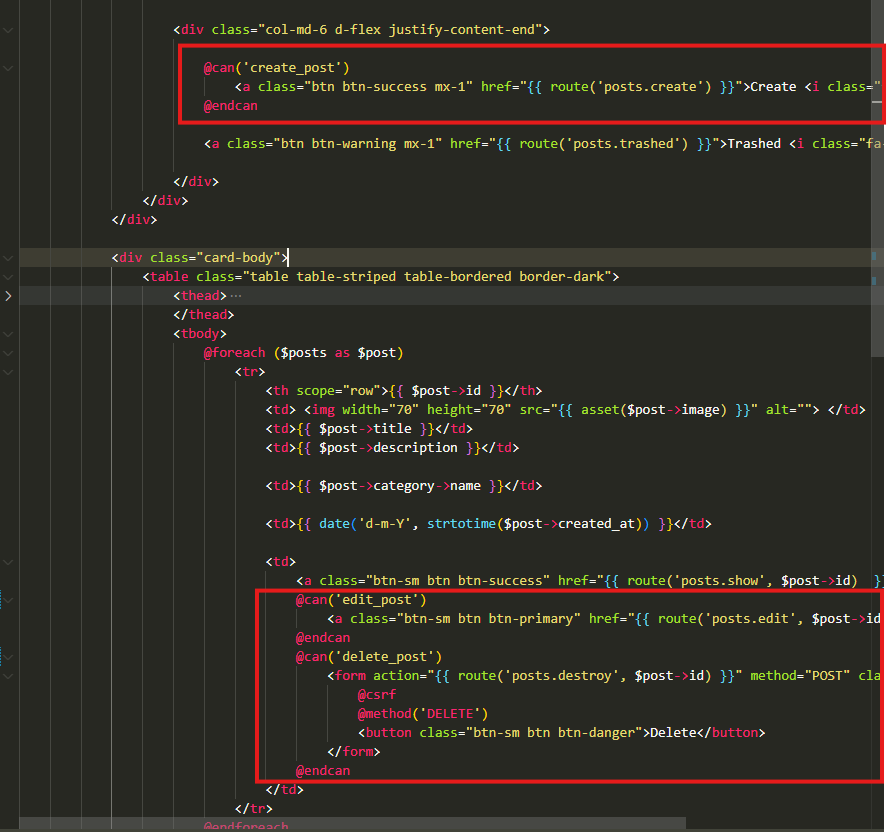 <div class="col-md-6 d-flex justify-content-end">
@can('create_post')
<a class="btn btn-success mx-1" href="{{ route('posts.create') }}">Create <i class="
@endcan
<a class="btn btn-warning mx-1" href="{{ route('posts.trashed') }}">Trashed <i class="fa-
</div>
</div>
</div>
<div class="card-body">
<table class="table table-striped table-bordered border-dark">
<thead>···
</thead>
<tbody>
@foreach ($posts as $post)
<tr>
<th scope="row">{{ $post->id }}</th>
<td> <img width="70" height="70" src="{{ asset($post->image) }}" alt=""> </td>
<td>{{ $post->title }}</td>
<td>{{ $post->description }}</td>
<td>{{ $post->category->name }}</td>
<td>{{ date('d-m-Y', strtotime($post->created_at)) }}</td>
<td>
<a class="btn-sm btn btn-success" href="{{ route('posts.show', $post->id)  }}
@can('edit_post')
<a class="btn-sm btn btn-primary" href="{{ route('posts.edit', $post->id
@endcan
@can('delete_post')
<form action="{{ route('posts.destroy', $post->id) }}" method="POST" cla
@csrf
@method('DELETE')
<button class="btn-sm btn btn-danger">Delete</button>
</form>
@endcan
</td>
</tr>
@endforeach